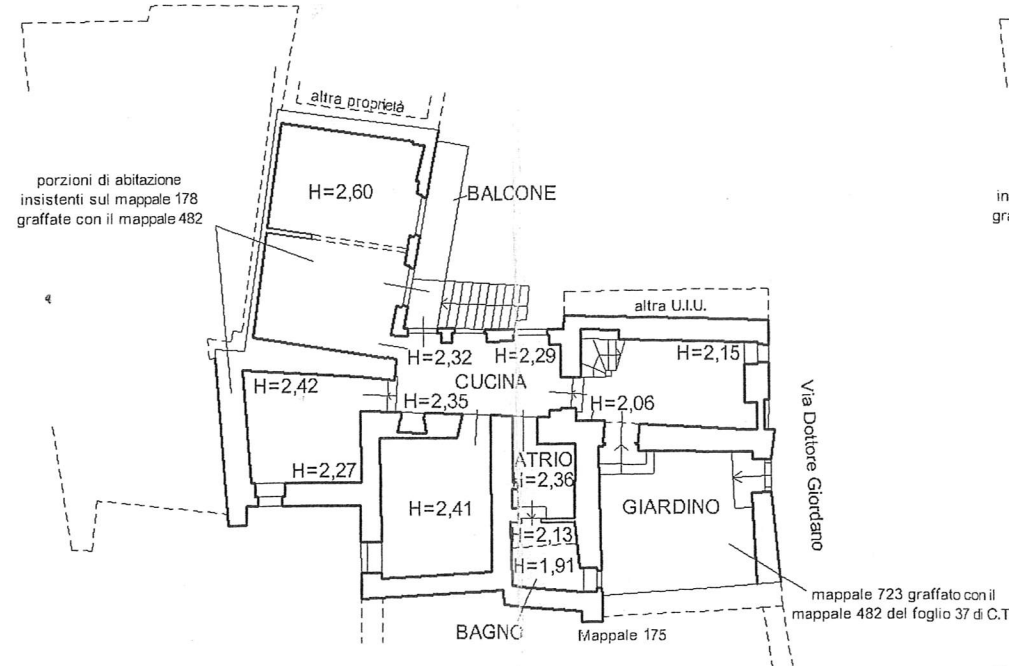 altra proprietà
porzioni di abitazione
insistenti sul mappale 178
graffate con il mappale 482
H=2,60
BALCONE
altra U.I.U.
H=2,32
H=2,29
H=2,15
CUCINA
H=2,42
H=2,35
H=2,06
Via Dottore Giordano
ATRIO
H=2,36
H=2,27
H=2,41
GIARDINO
H=2,13
H=1,91
mappale 723 graffato con il
mappale 482 del foglio 37 di C.T
BAGNO
Mappale 175
in
gra